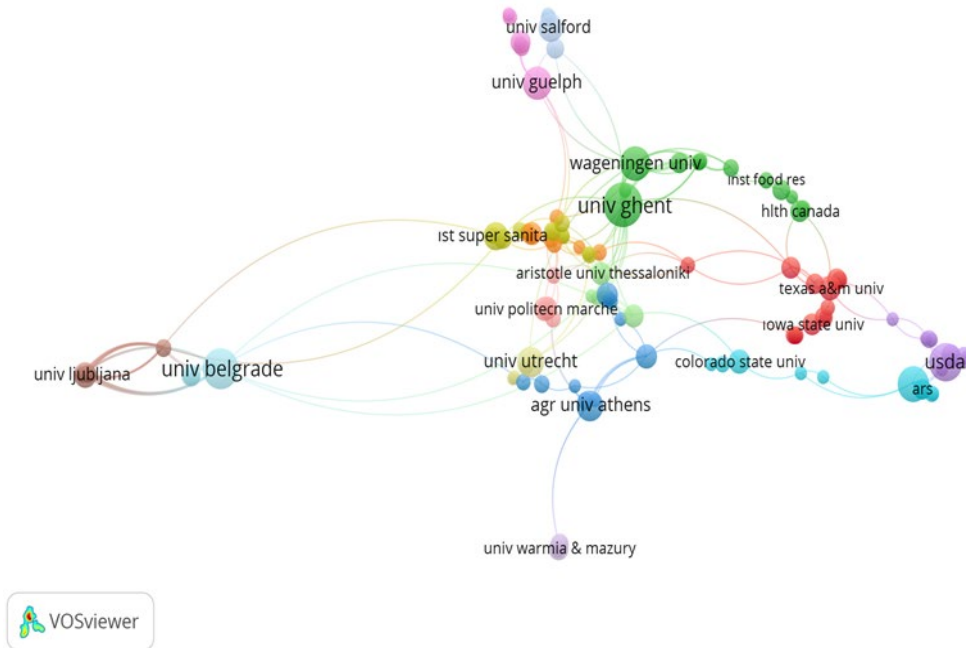 univ salford
univ guelph
wageningen univ
inst food res
univ ghent
hlth canada
ist super sanita
aristotle univ thessaloniki
texas a&m univ
univ politecn marche
iowa state univ
univ utrecht
colorado state univ
usda
univ ljubljana
univ belgrade
ars
agr univ athens
univ warmia & mazury
VOSviewer